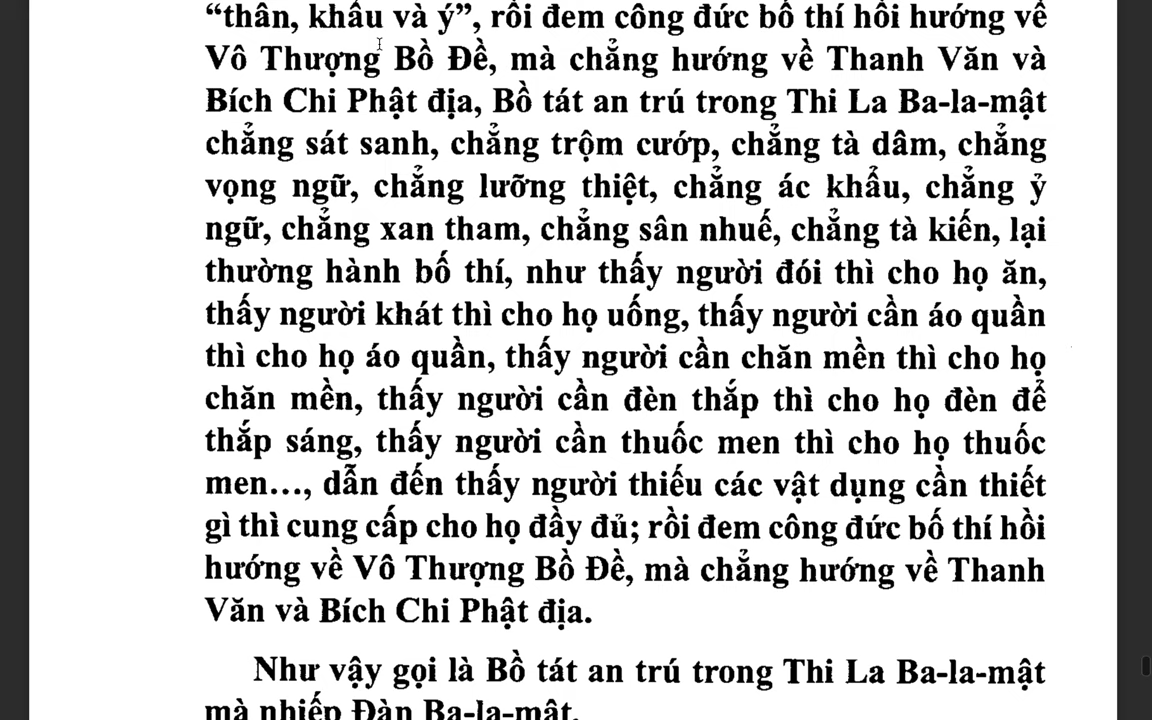 “thân, khẩu và ý”, rồi đem công đức bố thí hồi hướng về
Vô Thượng Bồ Đề, mà chẳng hướng về Thanh Văn và
Bích Chi Phật địa, Bồ tát an trú trong Thi La Ba-la-mật
chẳng sát sanh, chẳng trộm cướp, chẳng tà dâm, chẳng
vọng ngữ, chẳng lưỡng thiệt, chẳng ác khẩu, chẳng ỷ
ngữ, chẳng xan tham, chẳng sân nhuế, chẳng tà kiến, lại
thường hành bố thí, như thấy người đói thì cho họ ăn,
thấy người khát thì cho họ uống, thấy người cần áo quần
thì cho họ áo quần, thấy người cần chăn mền thì cho họ
chăn mền, thấy người cần đèn thắp thì cho họ đèn để
thắp sáng, thấy người cần thuốc men thì cho họ thuốc
men..., dẫn đến thấy người thiếu các vật dụng cần thiết
gì thì cung cấp cho họ đầy đủ; rồi đem công đức bố thí hồi
hướng về Vô Thượng Bồ Đề, mà chẳng hướng về Thanh
Văn và Bích Chi Phật địa.
Như vậy gọi là Bồ tát an trú trong Thi La Ba-la-mật
mà nhiếp Đàn Ba-la-mật.